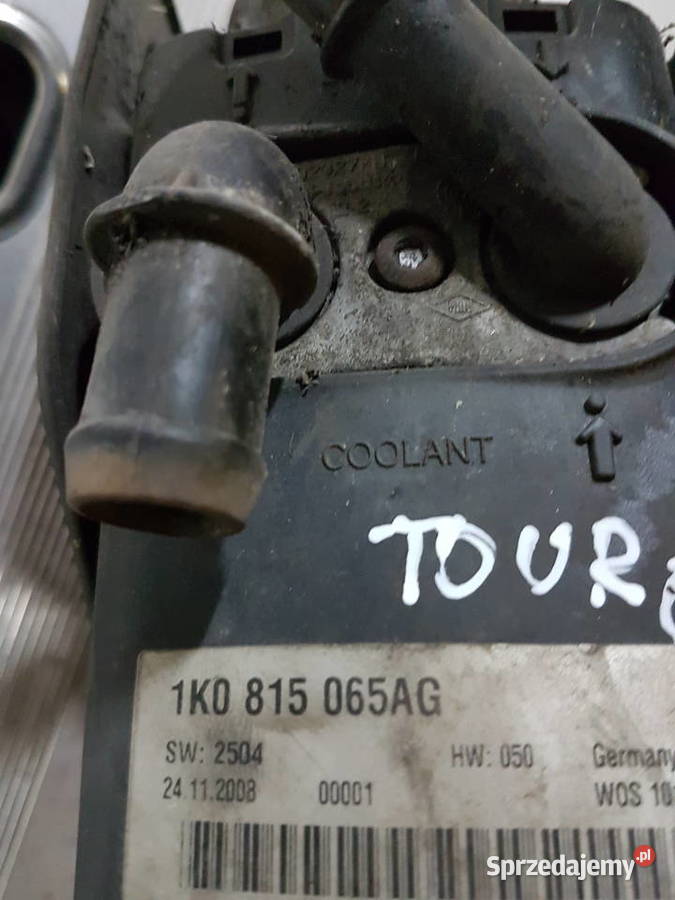 COOLANT
TOUR
1K0 815 065AG
SW: 2504 HW: 050 Germany
24.11.2008 00001 WOS
Sprzedajemy.pl